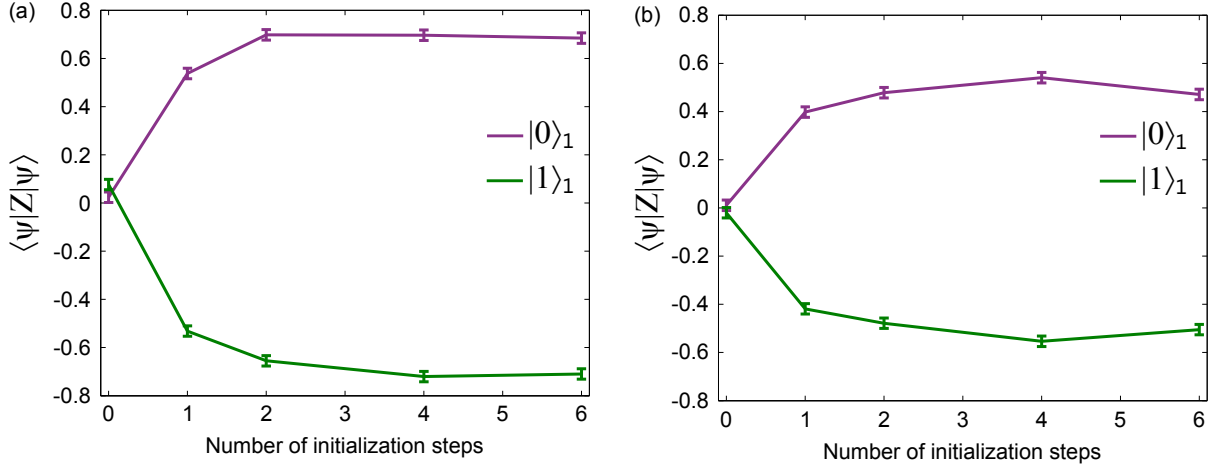 (a)
0.8
0.6
0.4
0.2
0
-0.2
-0.4
-0.6
-0.8
0 1 2 3 4 5 6
⟨ψ|Z|ψ⟩
Number of initialization steps
|0⟩₁
|1⟩₁
(b)
0.8
0.6
0.4
0.2
0
-0.2
-0.4
-0.6
-0.8
0 1 2 3 4 5 6
⟨ψ|Z|ψ⟩
Number of initialization steps
|0⟩₁
|1⟩₁